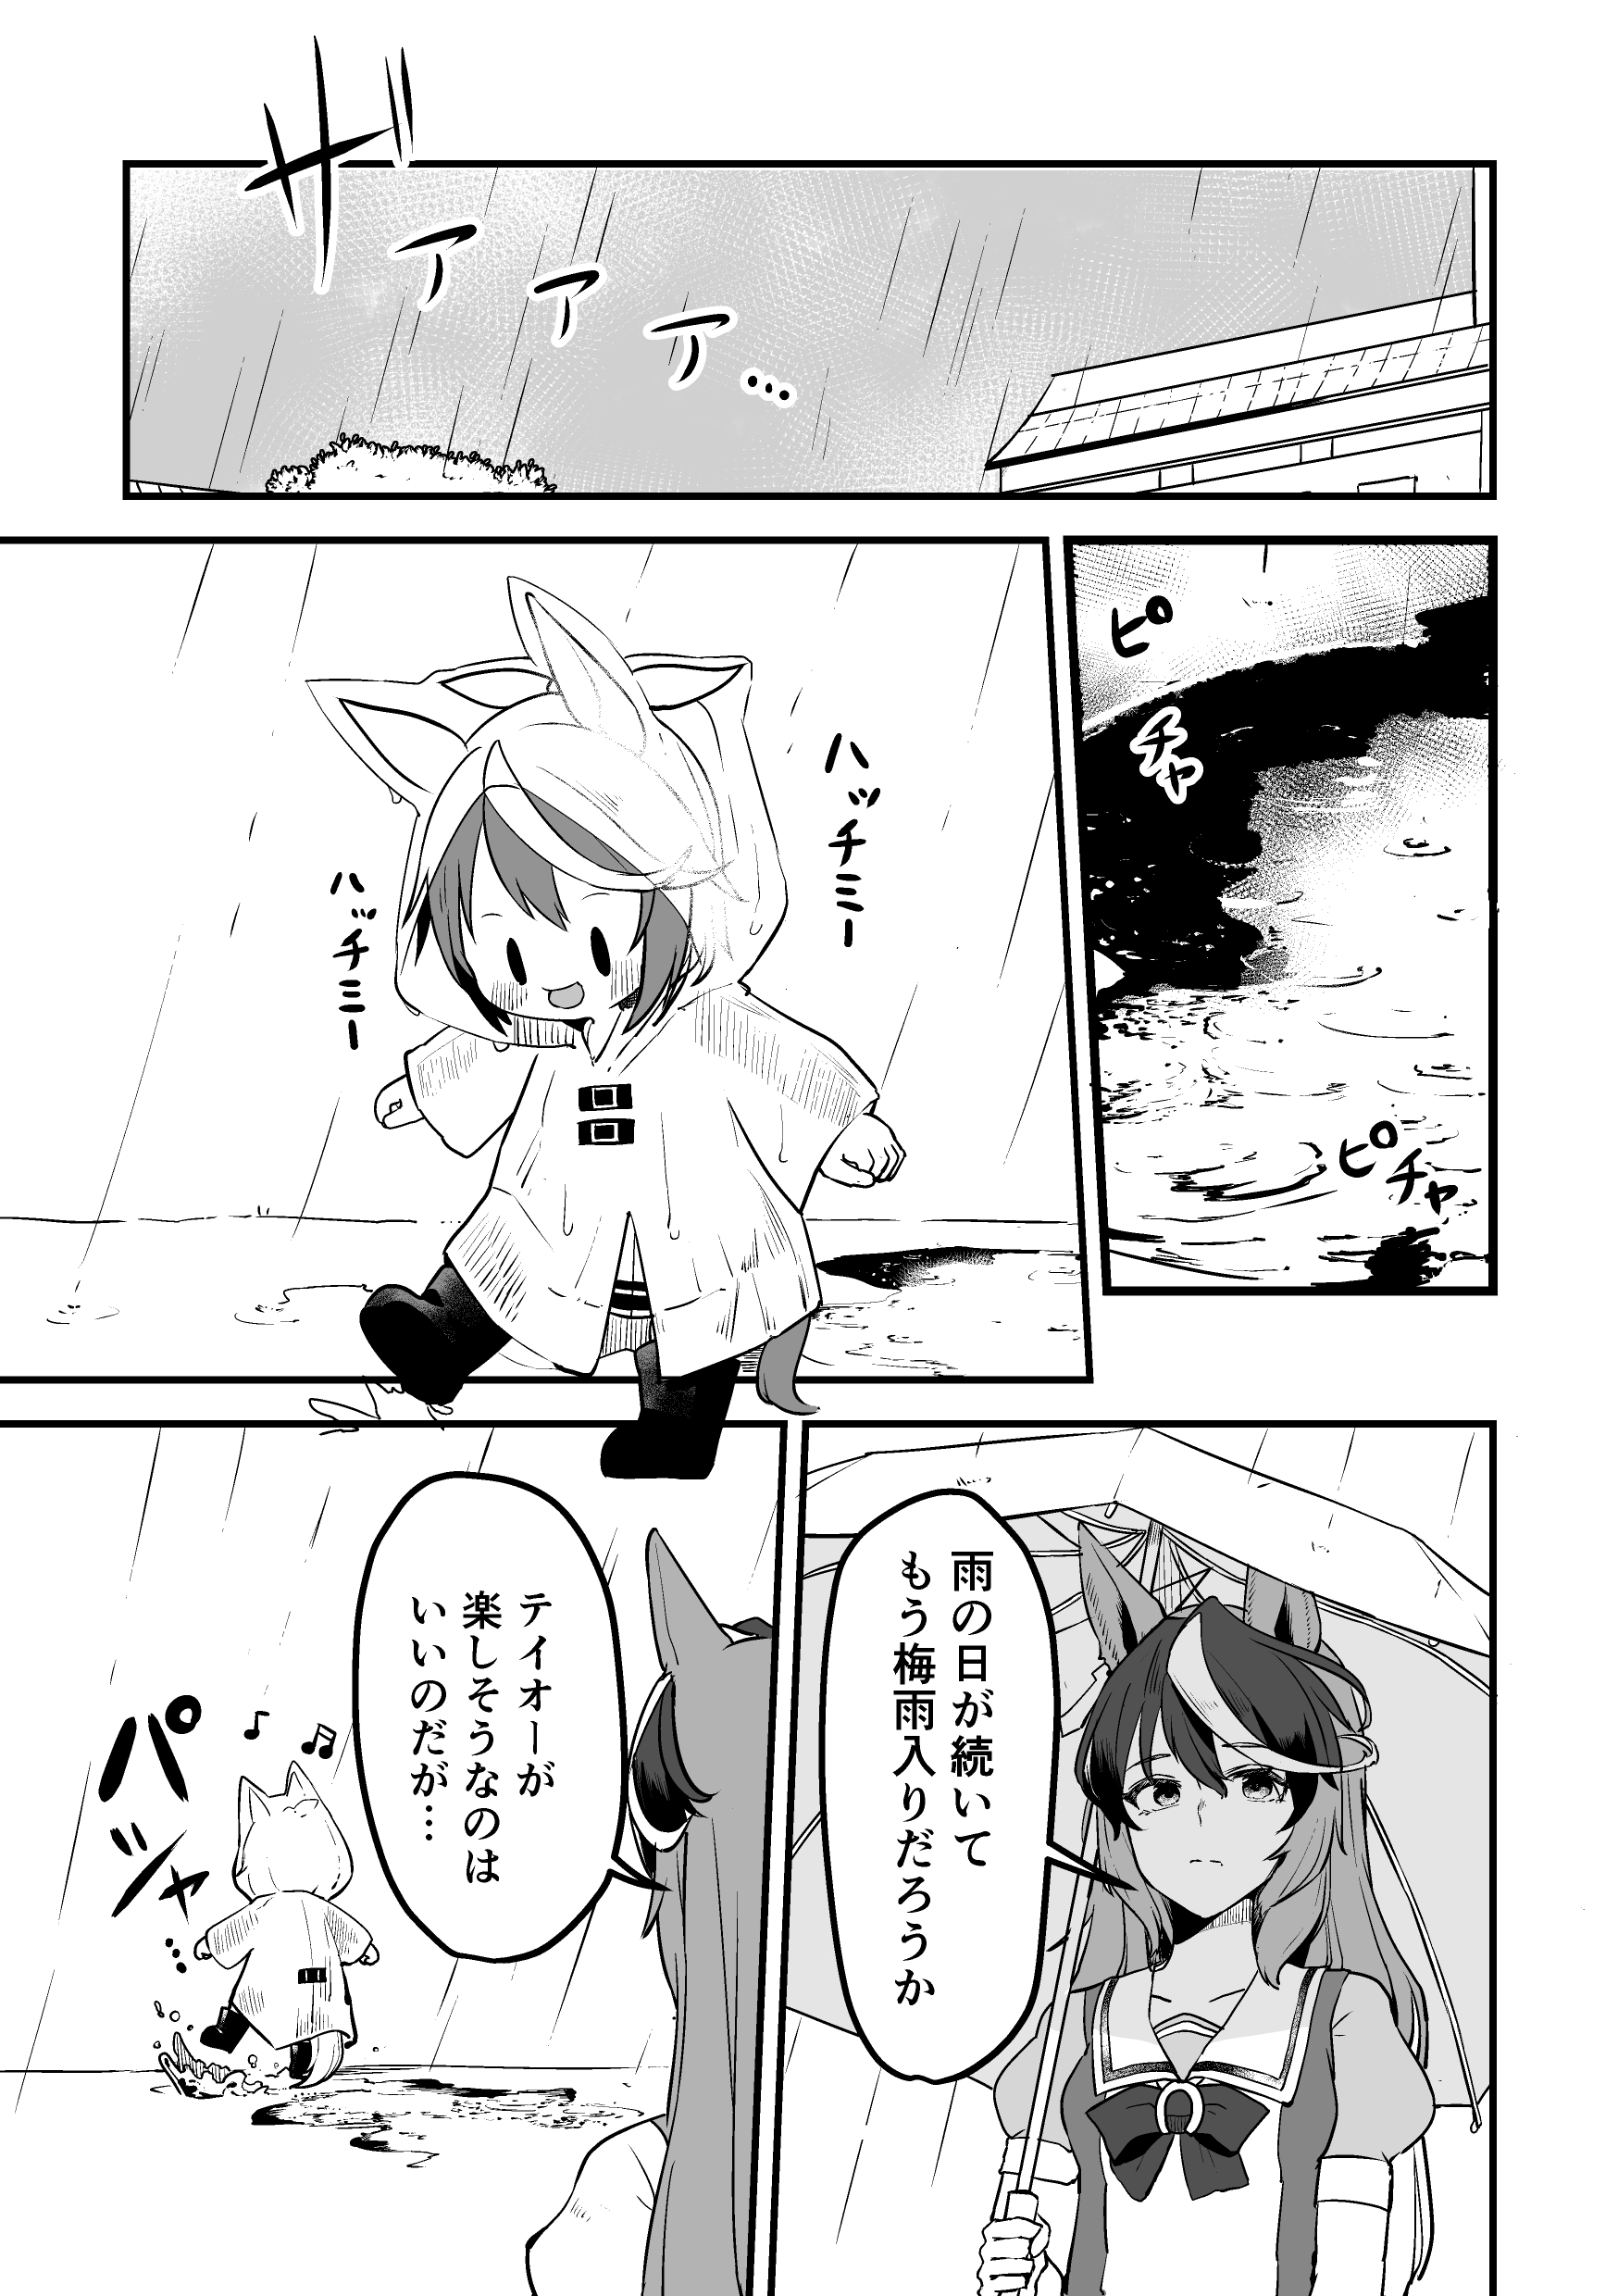 ザァァァ…
ピチャ
ピチャ
ハッチミー
ハッチミー
雨の日が続いて
もう梅雨入りだろうか
テイオーが
楽しそうなのは
いいのだが…
パシャ…